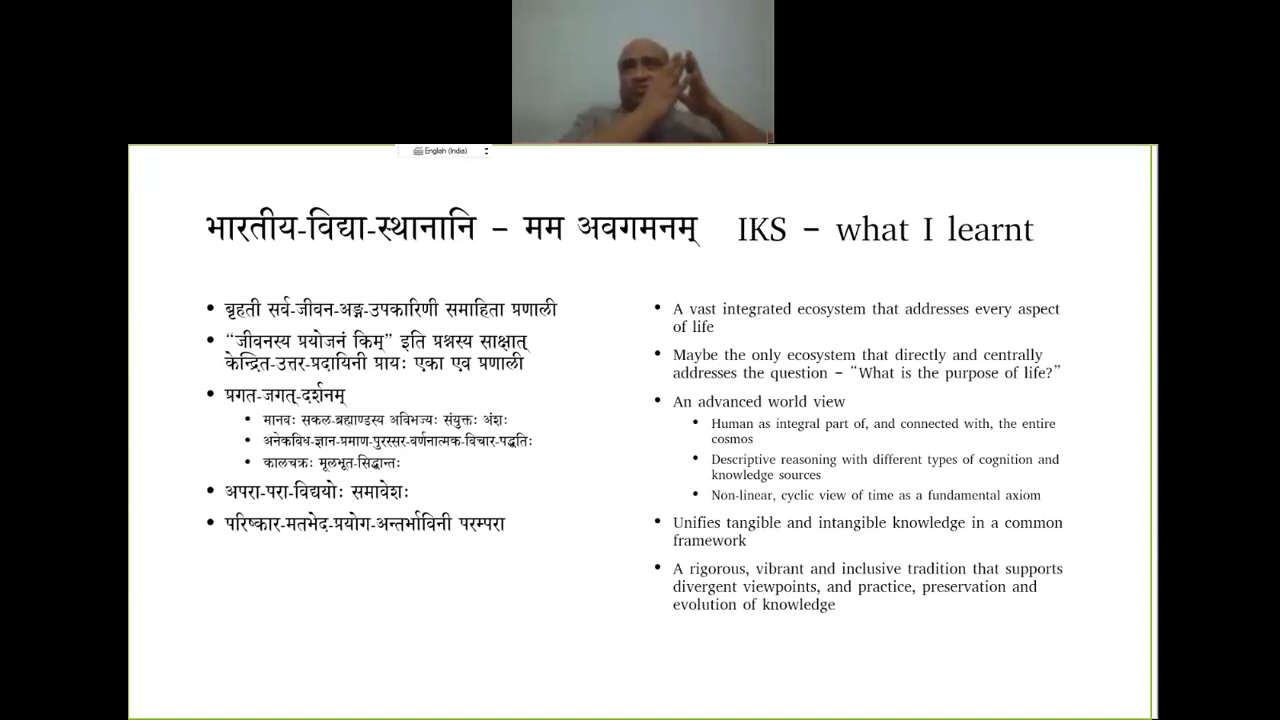 English (India)
भारतीय-विद्या-स्थानानि – मम अवगमनम् IKS – what I learnt
• बृहती सर्व-जीवन-अङ्ग-उपकारिणी समाहिता प्रणाली
• “जीवनस्य प्रयोजनं किम्” इति प्रश्नस्य साक्षात्
केन्द्रित-उत्तर-प्रदायिनी प्रायः एका एव प्रणाली
• प्रगत-जगत्-दर्शनम्
• मानवः सकल-ब्रह्माण्डस्य अविभज्यः संयुक्तः अंशः
• अनेकविध-ज्ञान-प्रमाण-पुरस्सर-वर्णनात्मक-विचार-पद्धतिः
• कालचक्रः मूलभूत-सिद्धान्तः
• अपरा-परा-विद्ययोः समावेशः
• परिष्कार-मतभेद-प्रयोग-अन्तर्भाविनी परम्परा
• A vast integrated ecosystem that addresses every aspect
of life
• Maybe the only ecosystem that directly and centrally
addresses the question – “What is the purpose of life?”
• An advanced world view
• Human as integral part of, and connected with, the entire
cosmos
• Descriptive reasoning with different types of cognition and
knowledge sources
• Non-linear, cyclic view of time as a fundamental axiom
• Unifies tangible and intangible knowledge in a common
framework
• A rigorous, vibrant and inclusive tradition that supports
divergent viewpoints, and practice, preservation and
evolution of knowledge